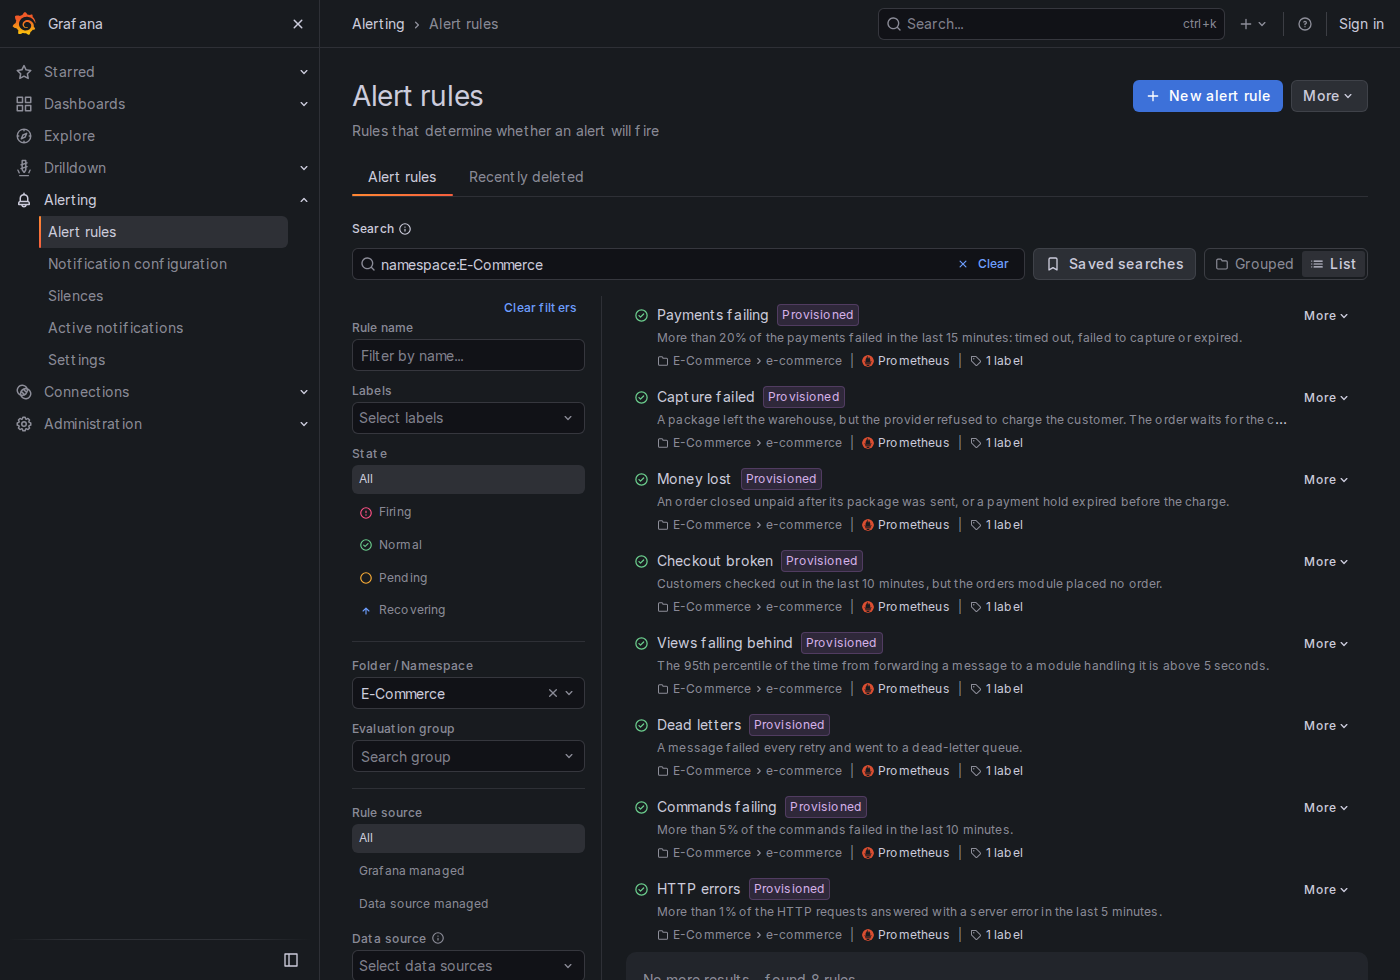 Grafana
Alerting › Alert rules
Search...
ctrl+k
Sign in
Starred
Dashboards
Explore
Drilldown
Alerting
Alert rules
Notification configuration
Silences
Active notifications
Settings
Connections
Administration
Alert rules
New alert rule
More
Rules that determine whether an alert will fire
Alert rules
Recently deleted
Search
namespace:E-Commerce
Clear
Saved searches
Grouped
List
Clear filters
Rule name
Filter by name...
Labels
Select labels
State
All
Firing
Normal
Pending
Recovering
Folder / Namespace
E-Commerce
Evaluation group
Search group
Rule source
All
Grafana managed
Data source managed
Data source
Select data sources
Payments failing Provisioned More
More than 20% of the payments failed in the last 15 minutes: timed out, failed to capture or expired.
E-Commerce › e-commerce | Prometheus | 1 label
Capture failed Provisioned More
A package left the warehouse, but the provider refused to charge the customer. The order waits for the c...
E-Commerce › e-commerce | Prometheus | 1 label
Money lost Provisioned More
An order closed unpaid after its package was sent, or a payment hold expired before the charge.
E-Commerce › e-commerce | Prometheus | 1 label
Checkout broken Provisioned More
Customers checked out in the last 10 minutes, but the orders module placed no order.
E-Commerce › e-commerce | Prometheus | 1 label
Views falling behind Provisioned More
The 95th percentile of the time from forwarding a message to a module handling it is above 5 seconds.
E-Commerce › e-commerce | Prometheus | 1 label
Dead letters Provisioned More
A message failed every retry and went to a dead-letter queue.
E-Commerce › e-commerce | Prometheus | 1 label
Commands failing Provisioned More
More than 5% of the commands failed in the last 10 minutes.
E-Commerce › e-commerce | Prometheus | 1 label
HTTP errors Provisioned More
More than 1% of the HTTP requests answered with a server error in the last 5 minutes.
E-Commerce › e-commerce | Prometheus | 1 label
No more results – found 8 rules